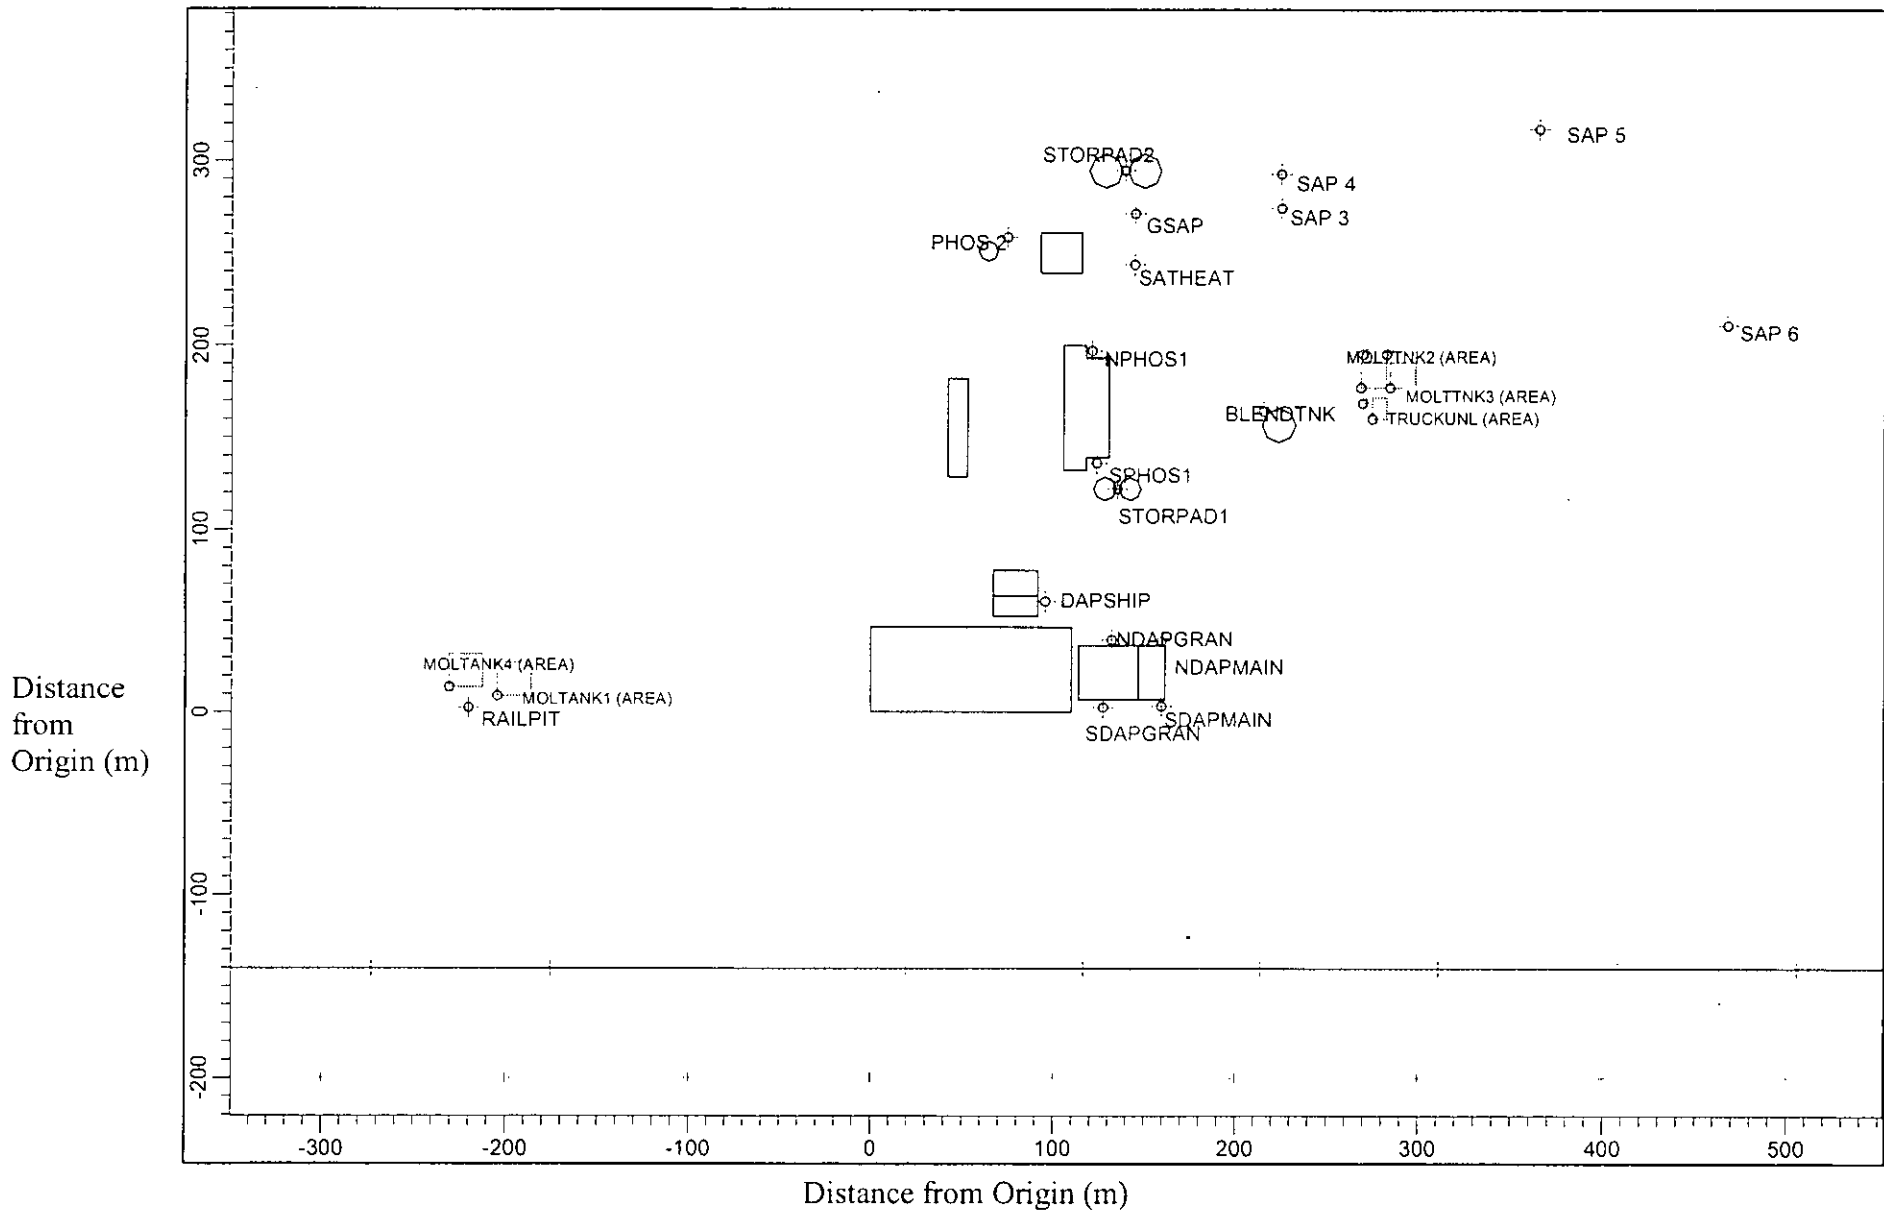 300
200
100
0
-100
-200
STORPAD2
SAP 5
SAP 4
SAP 3
GSAP
PHOS 2
SATHEAT
SAP 6
NPHOS1
MOLTTNK2 (AREA)
MOLTTNK3 (AREA)
BLENDTNK
TRUCKUNL (AREA)
SPHOS1
STORPAD1
DAPSHIP
NDAPGRAN
MOLTANK4 (AREA)
NDAPMAIN
MOLTANK1 (AREA)
RAILPIT
SDAPMAIN
SDAPGRAN
Distance
from
Origin (m)
-300
-200
-100
0
100
200
300
400
500
Distance from Origin (m)